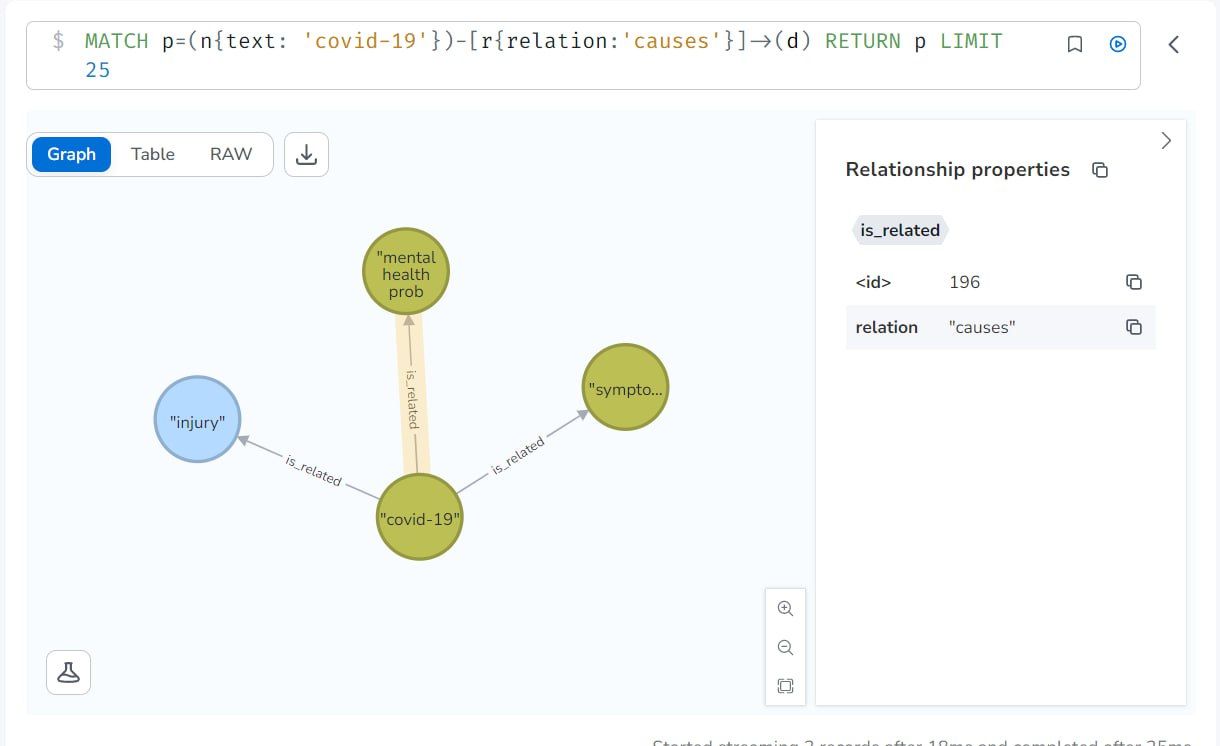 $ MATCH p=(n{text: 'covid-19'})-[r{relation:'causes'}]->(d) RETURN p LIMIT
25
Graph Table RAW
Relationship properties
is_related
<id> 196
relation "causes"
"mental
health
prob
is_related
"sympto...
"injury"
is_related
is_related
"covid-19"
Started streaming 3 records after 18ms and completed after 25ms